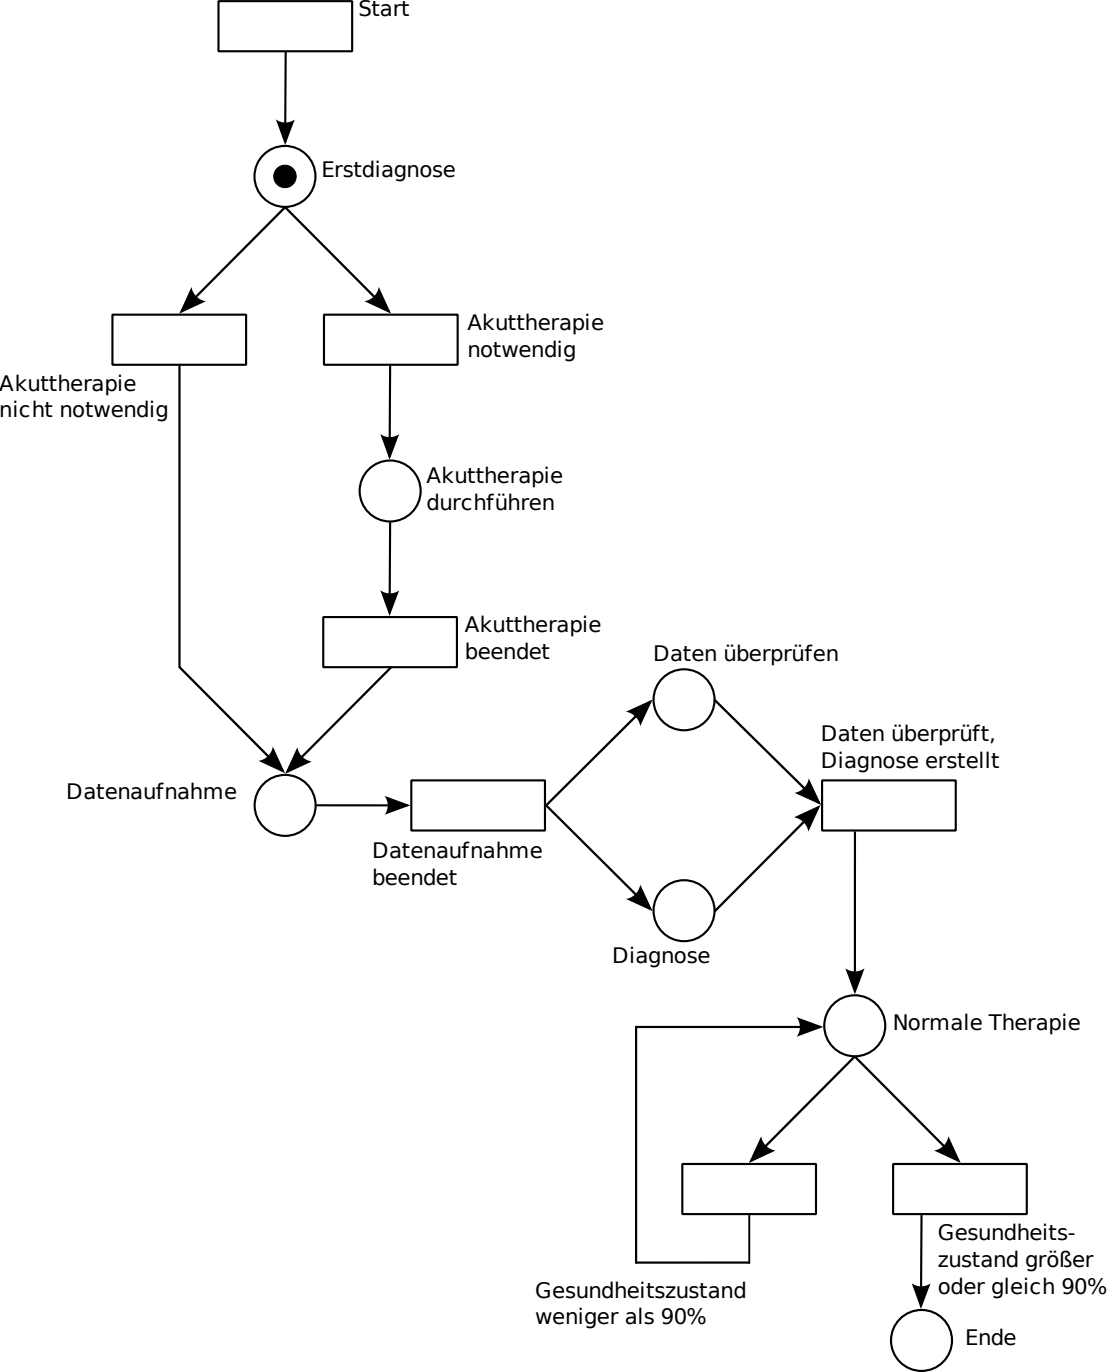 Start
Erstdiagnose
Akuttherapie
notwendig
Akuttherapie
nicht notwendig
Akuttherapie
durchführen
Akuttherapie
beendet
Daten überprüfen
Daten überprüft,
Diagnose erstellt
Datenaufnahme
Datenaufnahme
beendet
Diagnose
Normale Therapie
Gesundheits-
zustand größer
oder gleich 90%
Gesundheitszustand
weniger als 90%
Ende